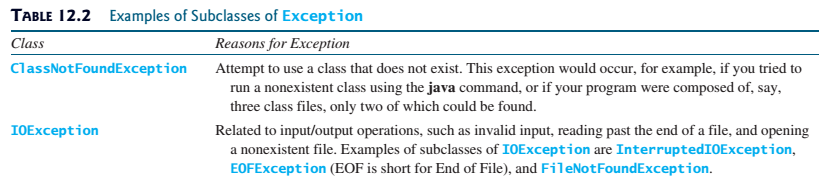 TABLE 12.2 Examples of Subclasses of Exception
Class Reasons for Exception
ClassNotFoundException Attempt to use a class that does not exist. This exception would occur, for example, if you tried to
run a nonexistent class using the java command, or if your program were composed of, say,
three class files, only two of which could be found.
IOException Related to input/output operations, such as invalid input, reading past the end of a file, and opening
a nonexistent file. Examples of subclasses of IOException are InterruptedIOException,
EOFException (EOF is short for End of File), and FileNotFoundException.